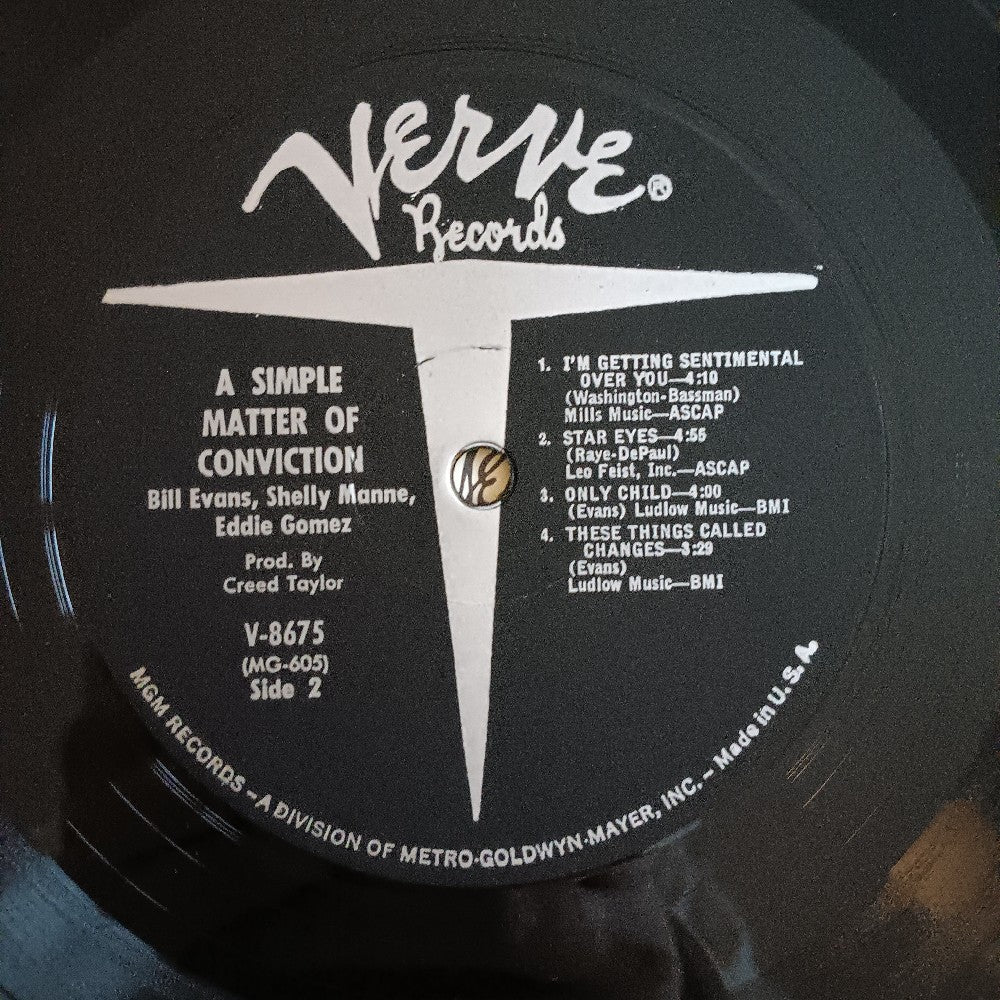 Verve®
Records
A SIMPLE
MATTER OF
CONVICTION
Bill Evans, Shelly Manne,
Eddie Gomez
Prod. By
Creed Taylor
V-8675
(MG-605)
Side 2
1. I'M GETTING SENTIMENTAL
OVER YOU—4:10
(Washington-Bassman)
Mills Music—ASCAP
2. STAR EYES—4:55
(Raye-DePaul)
Leo Feist, Inc.—ASCAP
3. ONLY CHILD—4:00
(Evans) Ludlow Music—BMI
4. THESE THINGS CALLED
CHANGES—3:29
(Evans)
Ludlow Music—BMI
MGM RECORDS – A DIVISION OF METRO-GOLDWYN-MAYER, INC. – Made in U. S. A.